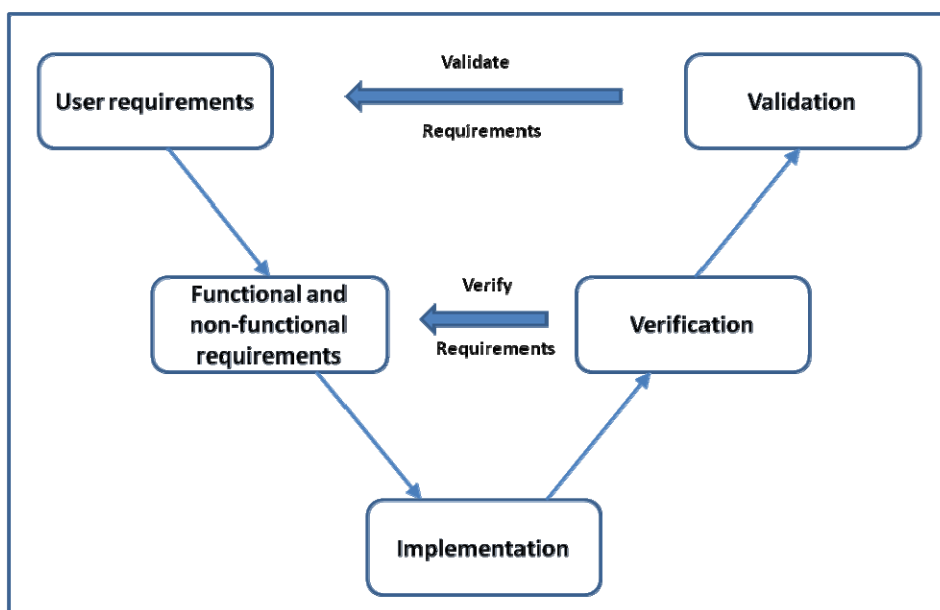 Validate
User requirements
Validation
Requirements
Functional and
non-functional
requirements
Verify
Verification
Requirements
Implementation